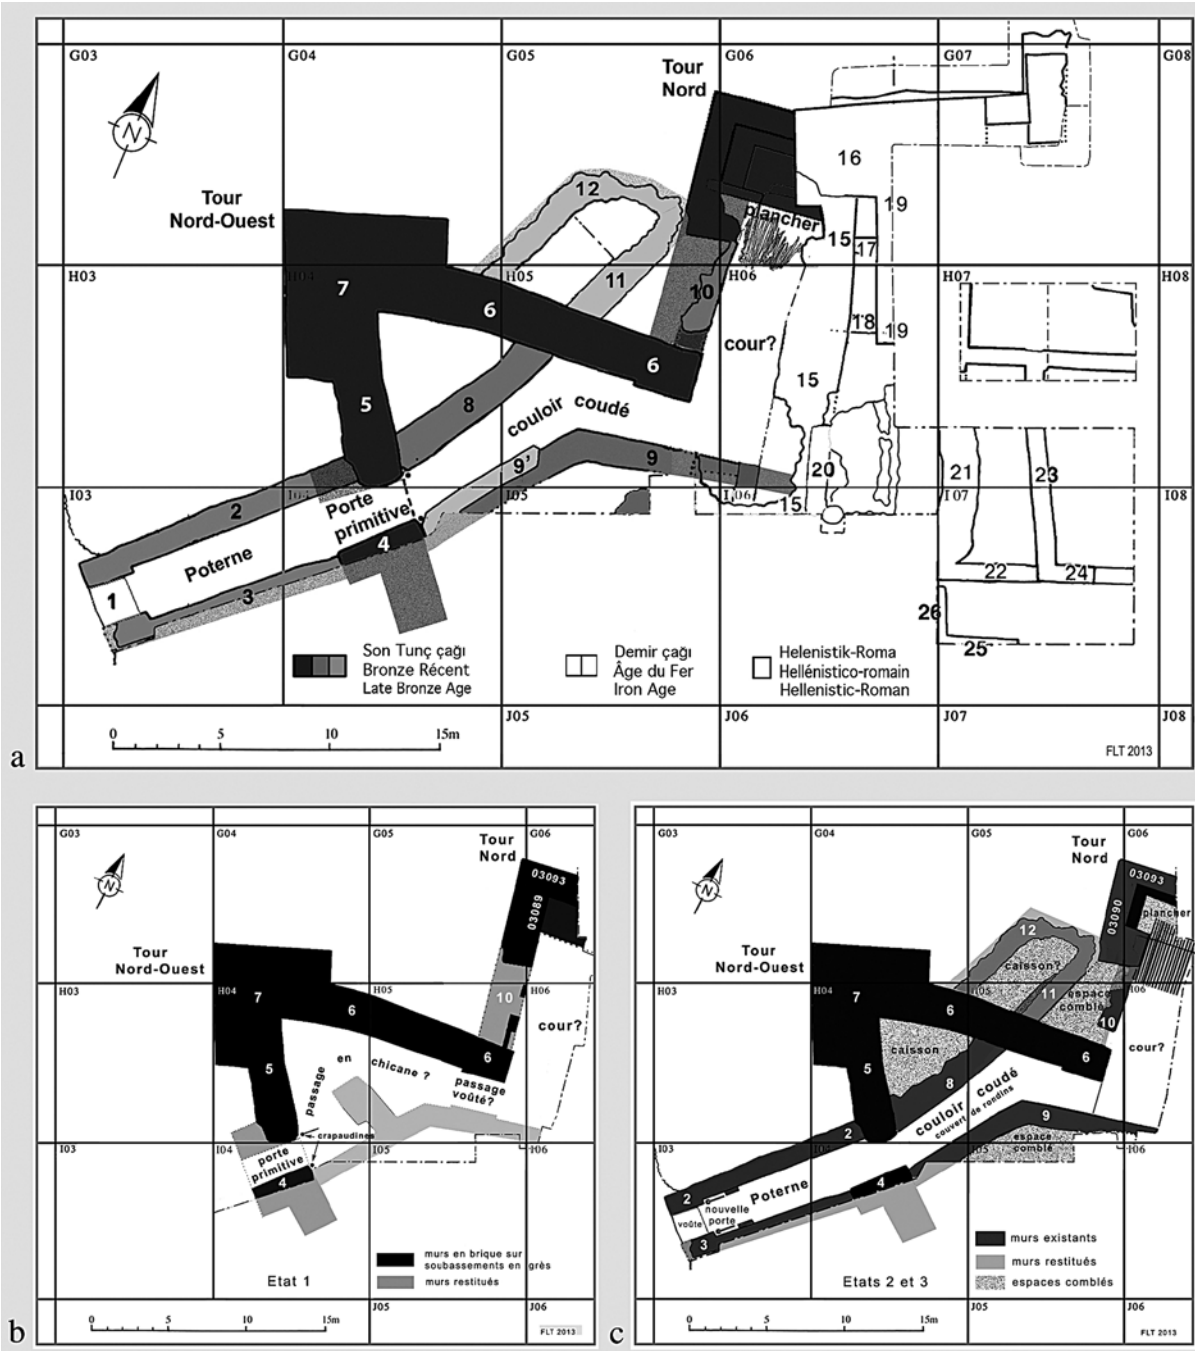 G03
G04
G05
G06
G07
G08
Tour
Nord
N
16
Tour
Nord-Ouest
12
19
plancher
15
17
H03
H04
H05
H06
H07
H08
7
11
10
6
18
19
cour?
6
15
5
8
couloir coudé
9'
9
20
21
23
I03
I04
I05
I06
I07
I08
15
2
Porte
primitive
4
Poterne
22
24
1
3
26
25
Son Tunç çağı
Bronze Récent
Late Bronze Age
Demir çağı
Âge du Fer
Iron Age
Helenistik-Roma
Hellénistico-romain
Hellenistic-Roman
J05
J06
J07
J08
0
5
10
15m
FLT 2013
a
G03
G04
G05
G06
Tour
Nord
03093
N
03089
Tour
Nord-Ouest
H03
H04
H06
7
10
6
cour?
6
5
passage
en
chicane ?
passage
voûté?
crapaudines
I03
I04
I05
I06
porte
primitive
4
murs en brique sur
soubassements en grès
murs restitués
Etat 1
J05
J06
0
5
10
15m
FLT 2013
b
G03
G04
G05
G06
Tour
Nord
03093
N
03090
plancher
12
Tour
Nord-Ouest
caisson?
H03
H04
H05
H06
7
11
espace
comblé
6
10
caisson
6
cour?
5
8
couloir coudé
couvert de rondins
9
2
espace
comblé
I03
I04
I05
I06
4
Poterne
2
nouvelle
porte
voûte
3
murs existants
murs restitués
espaces comblés
Etats 2 et 3
J05
J06
0
5
10
15m
FLT 2013
c